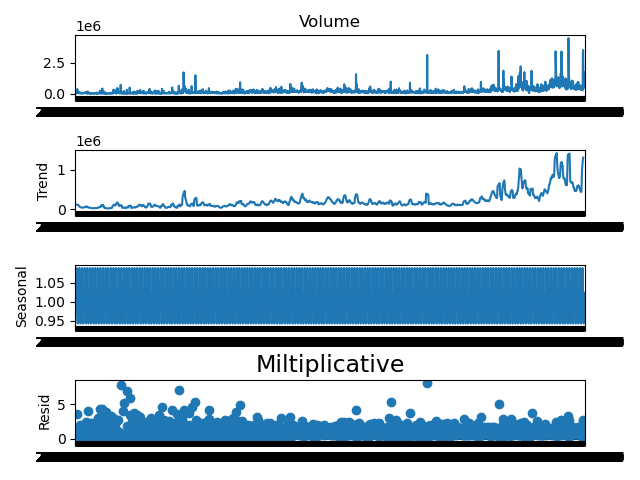 Volume
1e6
2.5
0.0
1e6
Trend
1
0
Seasonal
1.05
1.00
0.95
Miltiplicative
Resid
5
0